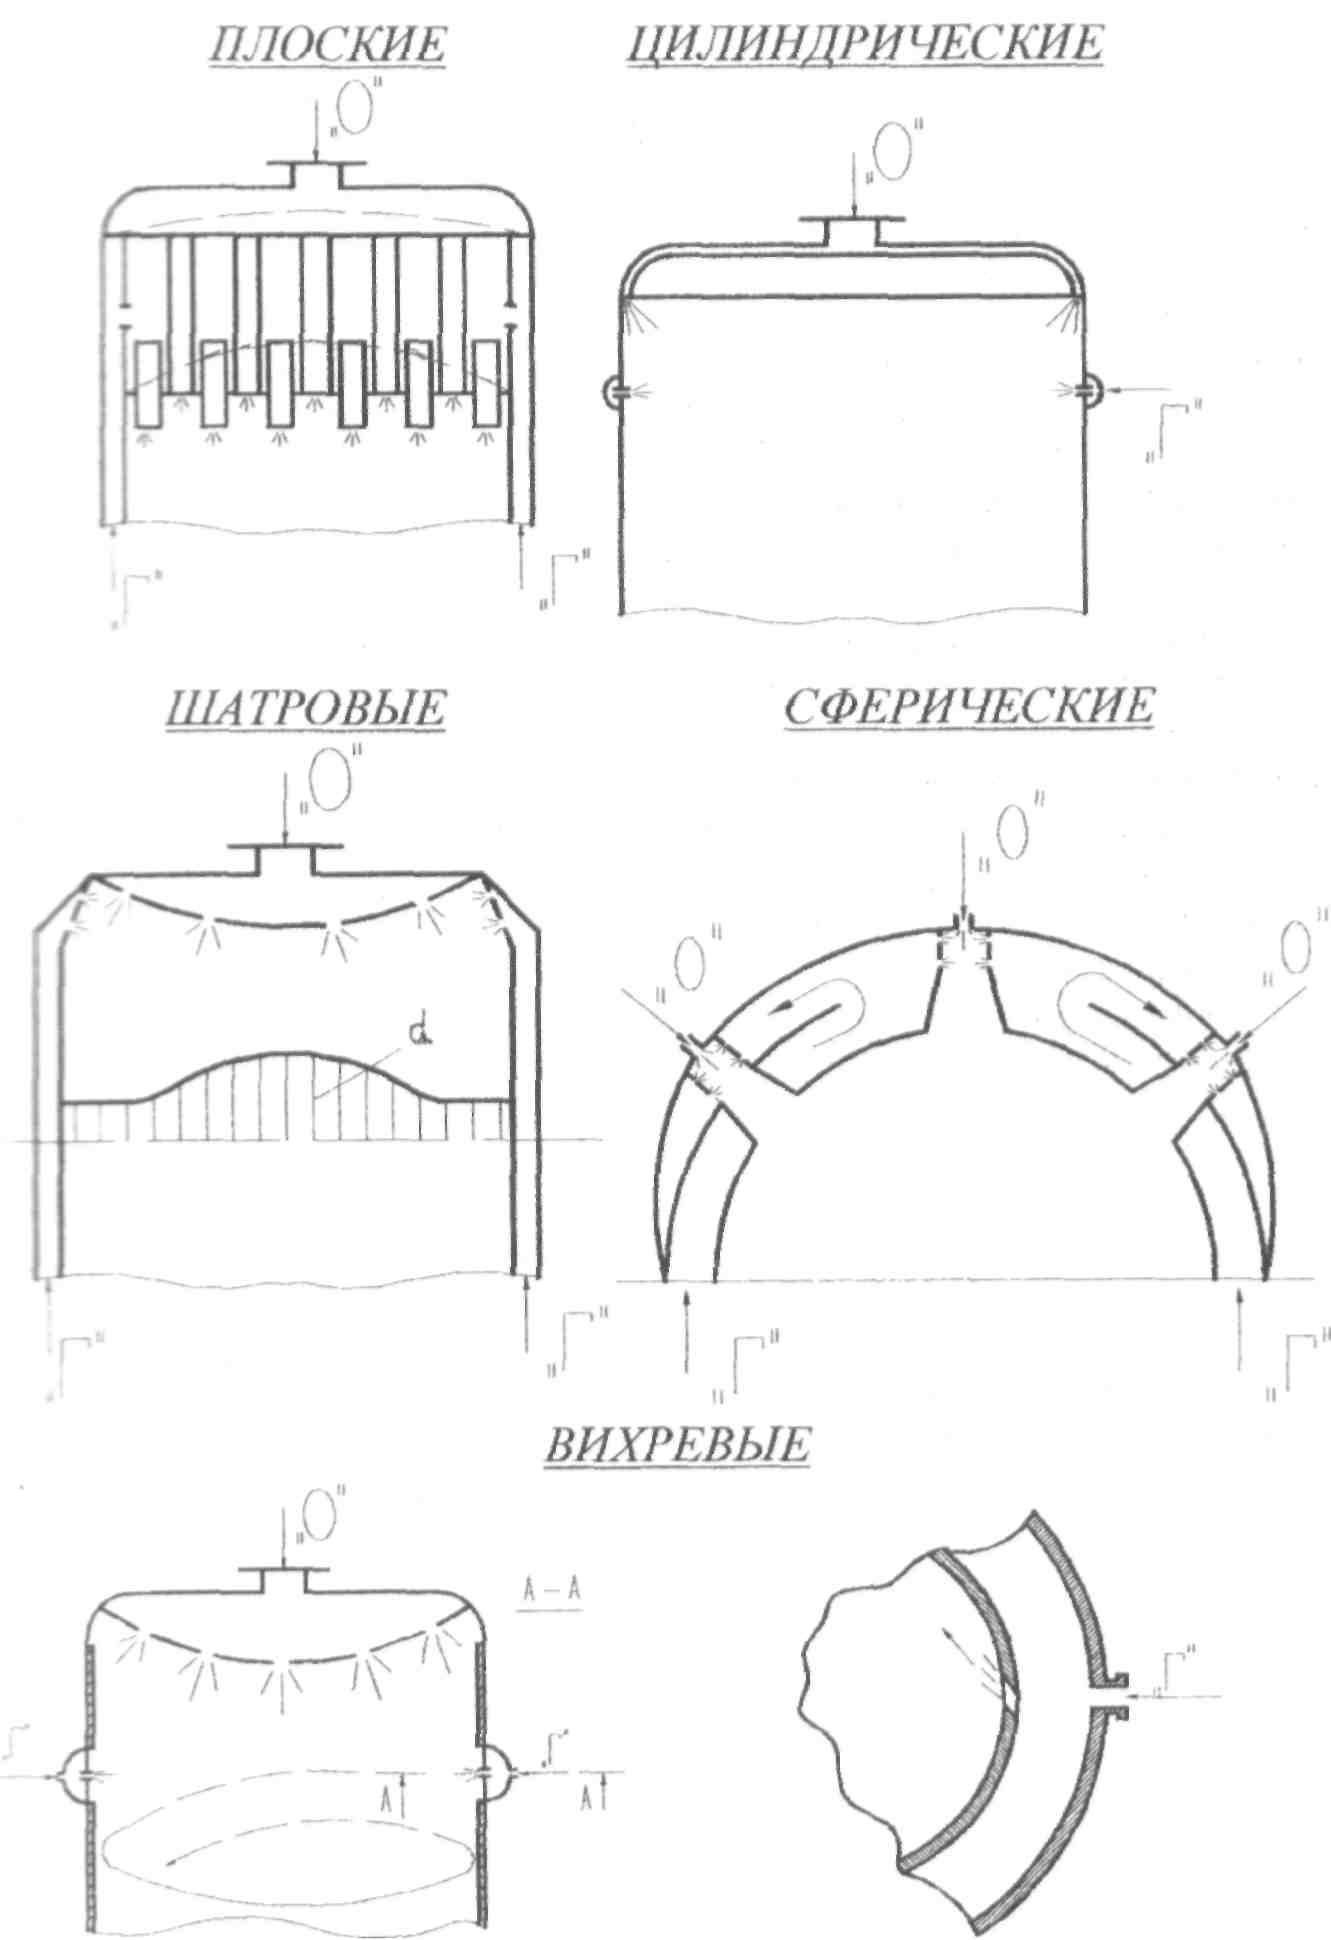 ПЛОСКИЕ
ЦИЛИНДРИЧЕСКИЕ
"О"
"О"
"Г"
"Г"
"Г"
ШАТРОВЫЕ
СФЕРИЧЕСКИЕ
"О"
"О"
"О"
"О"
d
"Г"
"Г"
"Г"
"Г"
ВИХРЕВЫЕ
"О"
А – А
"Г"
"Г"
"Г"
А
А